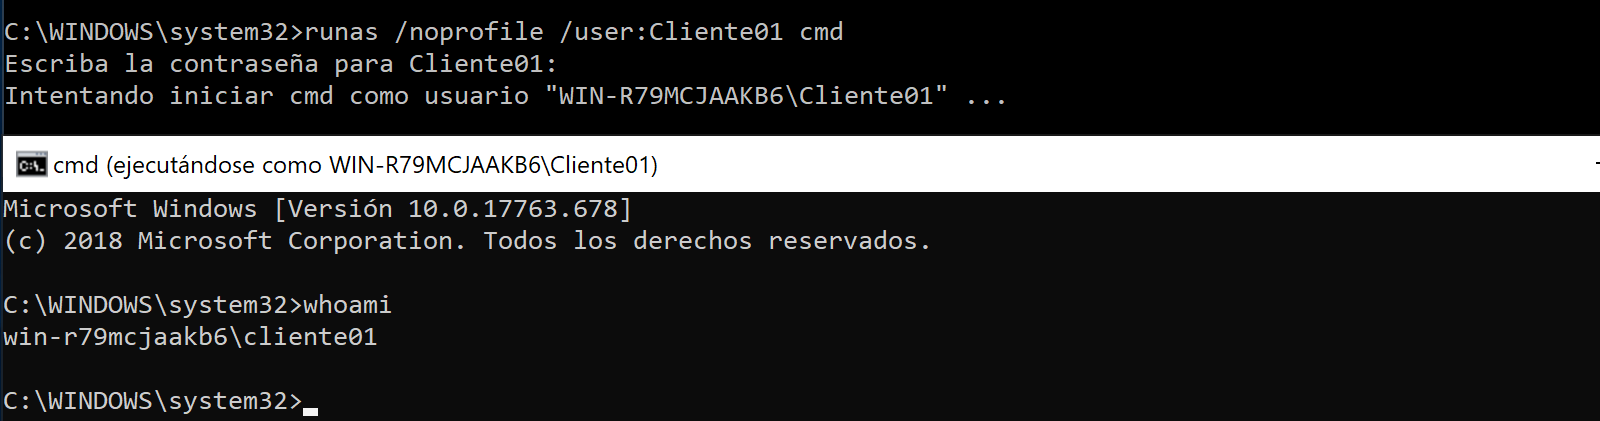 C:\WINDOWS\system32>runas /noprofile /user:Cliente01 cmd
Escriba la contraseña para Cliente01:
Intentando iniciar cmd como usuario "WIN-R79MCJAAKB6\Cliente01" ...
cmd (ejecutándose como WIN-R79MCJAAKB6\Cliente01)
Microsoft Windows [Versión 10.0.17763.678]
(c) 2018 Microsoft Corporation. Todos los derechos reservados.
C:\WINDOWS\system32>whoami
win-r79mcjaakb6\cliente01
C:\WINDOWS\system32>